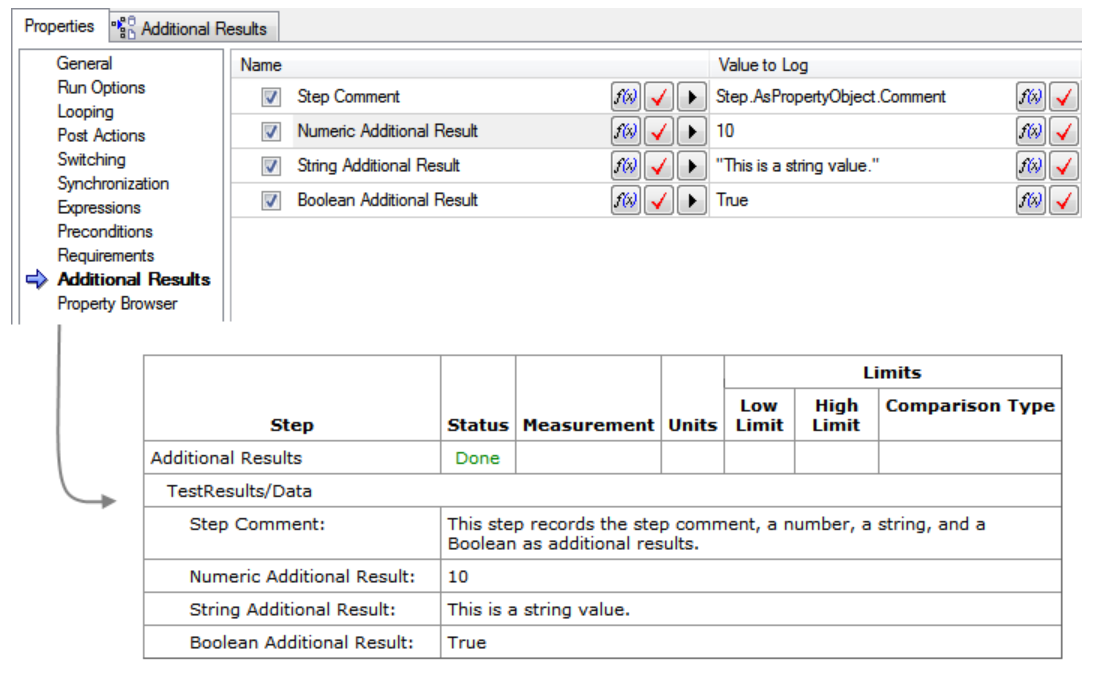 Properties
Additional Results
General
Run Options
Looping
Post Actions
Switching
Synchronization
Expressions
Preconditions
Requirements
Additional Results
Property Browser
Name Value to Log
Step Comment f(x) Step.AsPropertyObject.Comment f(x)
Numeric Additional Result f(x) 10 f(x)
String Additional Result f(x) "This is a string value." f(x)
Boolean Additional Result f(x) True f(x)
Limits
Step Status Measurement Units Low Limit High Limit Comparison Type
Additional Results Done
TestResults/Data
Step Comment: This step records the step comment, a number, a string, and a
Boolean as additional results.
Numeric Additional Result: 10
String Additional Result: This is a string value.
Boolean Additional Result: True